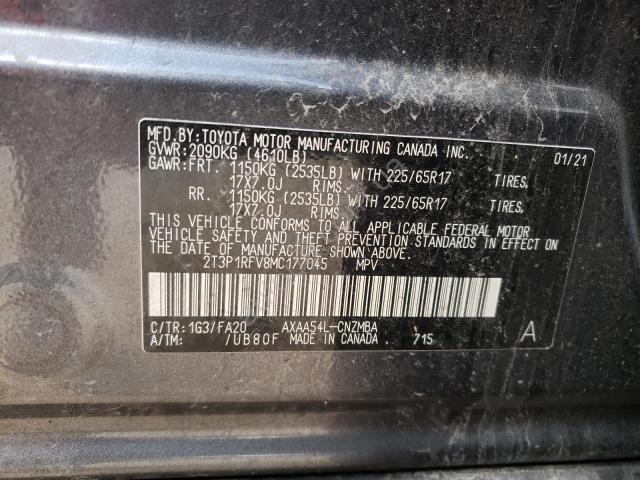 MFD.BY:TOYOTA MOTOR MANUFACTURING CANADA INC. 01/21
GVWR:2090KG (4610LB)
GAWR:FRT. 1150KG (2535LB) WITH 225/65R17 TIRES,
17X7.0J RIMS.
RR. 1150KG (2535LB) WITH 225/65R17 TIRES,
17X7.0J RIMS.
THIS VEHICLE CONFORMS TO ALL APPLICABLE FEDERAL MOTOR
VEHICLE SAFETY AND THEFT PREVENTION STANDARDS IN EFFECT ON
THE DATE OF MANUFACTURE SHOWN ABOVE.
2T3P1RFV8MC177045 MPV
C/TR:1G3/FA20 AXAA54L-CNZMBA
A/TM: /UB80F MADE IN CANADA. 715 A